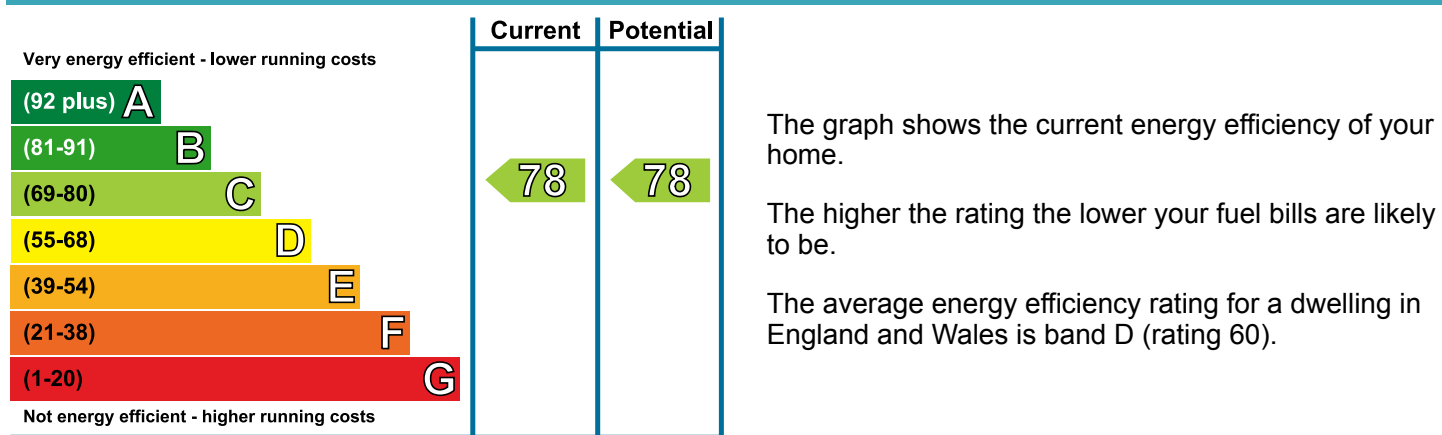 Current Potential
Very energy efficient - lower running costs
(92 plus) A
(81-91) B
(69-80) C
78 78
(55-68) D
(39-54) E
(21-38) F
(1-20) G
Not energy efficient - higher running costs
The graph shows the current energy efficiency of your
home.
The higher the rating the lower your fuel bills are likely
to be.
The average energy efficiency rating for a dwelling in
England and Wales is band D (rating 60).